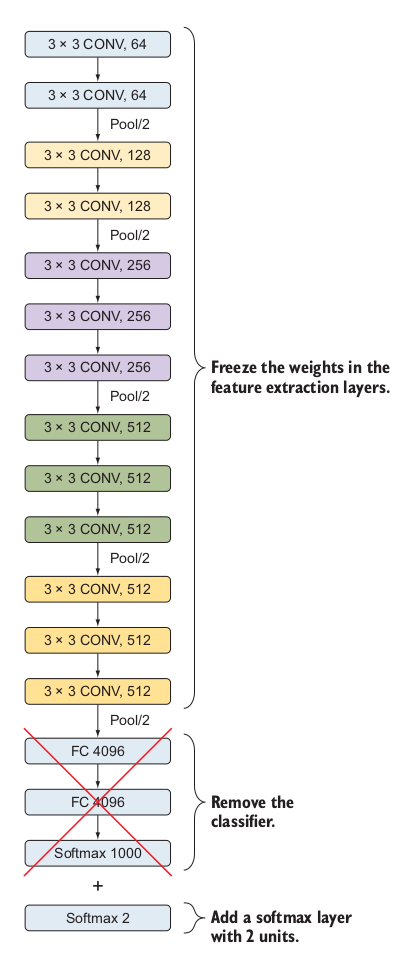 3 × 3 CONV, 64
3 × 3 CONV, 64
Pool/2
3 × 3 CONV, 128
3 × 3 CONV, 128
Pool/2
3 × 3 CONV, 256
3 × 3 CONV, 256
3 × 3 CONV, 256
Freeze the weights in the
feature extraction layers.
Pool/2
3 × 3 CONV, 512
3 × 3 CONV, 512
3 × 3 CONV, 512
Pool/2
3 × 3 CONV, 512
3 × 3 CONV, 512
3 × 3 CONV, 512
Pool/2
FC 4096
FC 4096
Remove the
classifier.
Softmax 1000
+
Softmax 2
Add a softmax layer
with 2 units.